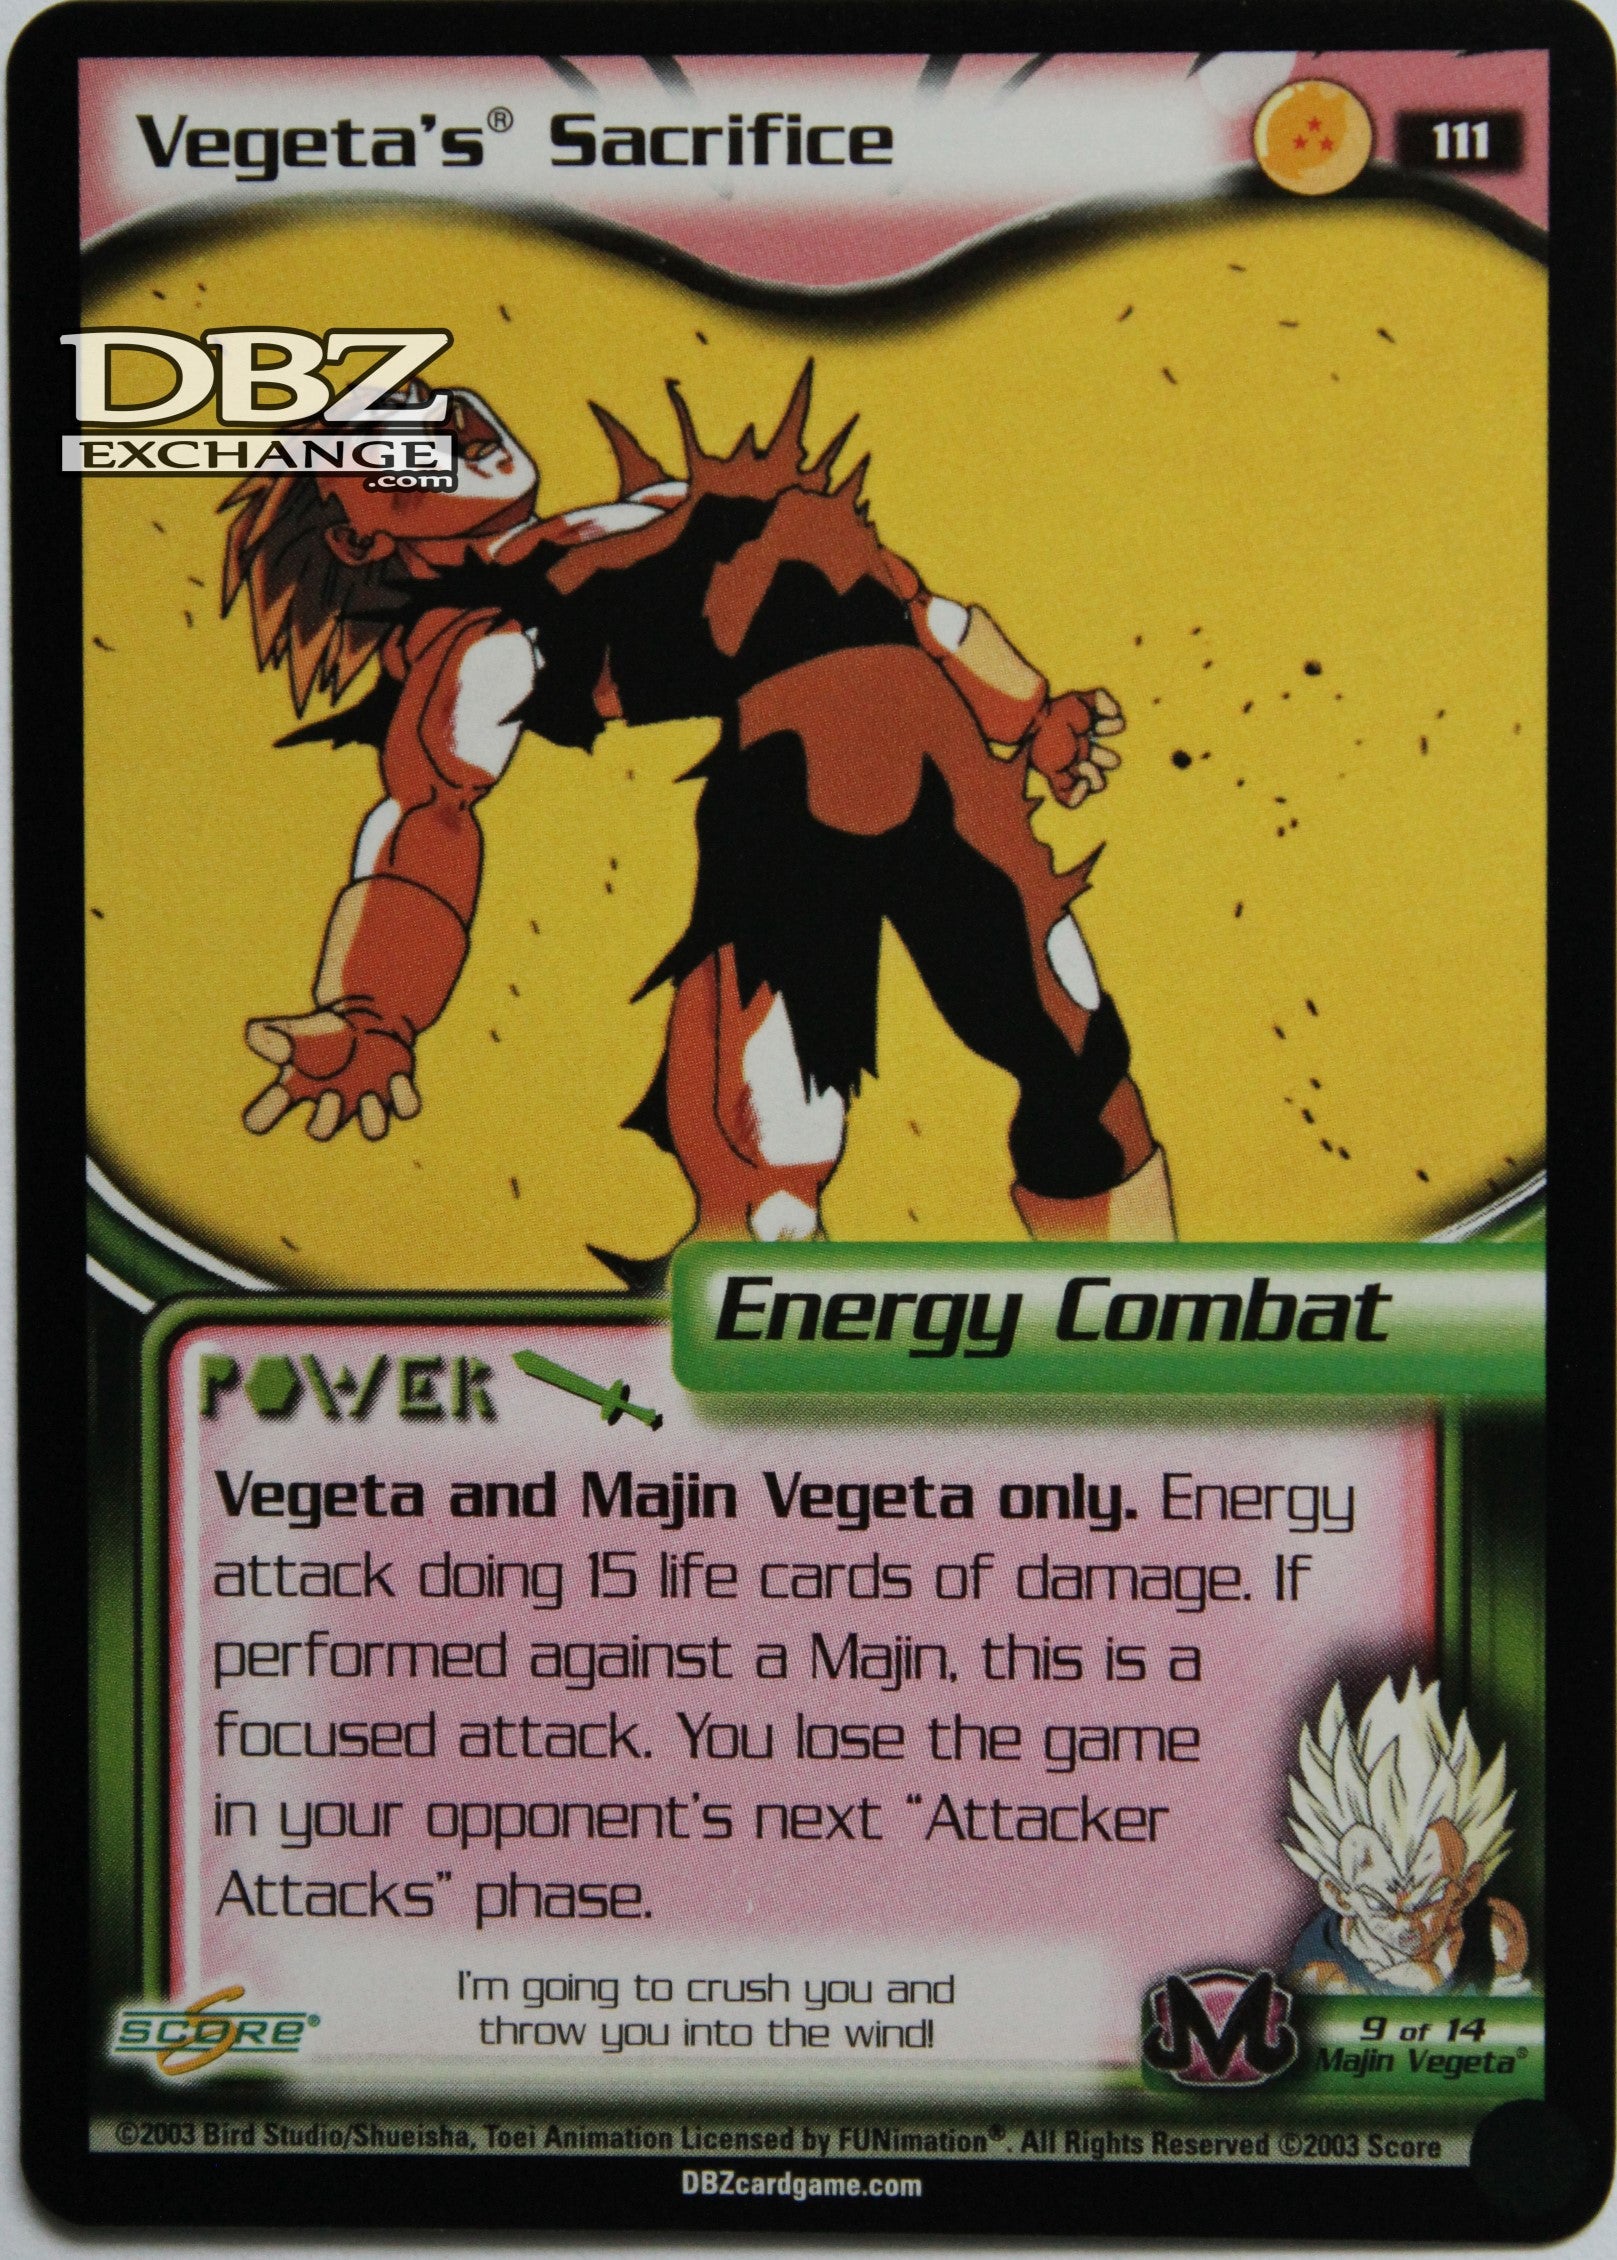 Vegeta's® Sacrifice
111
DBZ
EXCHANGE
.com
Energy Combat
POWER
Vegeta and Majin Vegeta only. Energy
attack doing 15 life cards of damage. If
performed against a Majin, this is a
focused attack. You lose the game
in your opponent's next “Attacker
Attacks” phase.
I'm going to crush you and
throw you into the wind!
SCORE®
M
9 of 14
Majin Vegeta®
©2003 Bird Studio/Shueisha, Toei Animation Licensed by FUNimation®. All Rights Reserved ©2003 Score
DBZcardgame.com